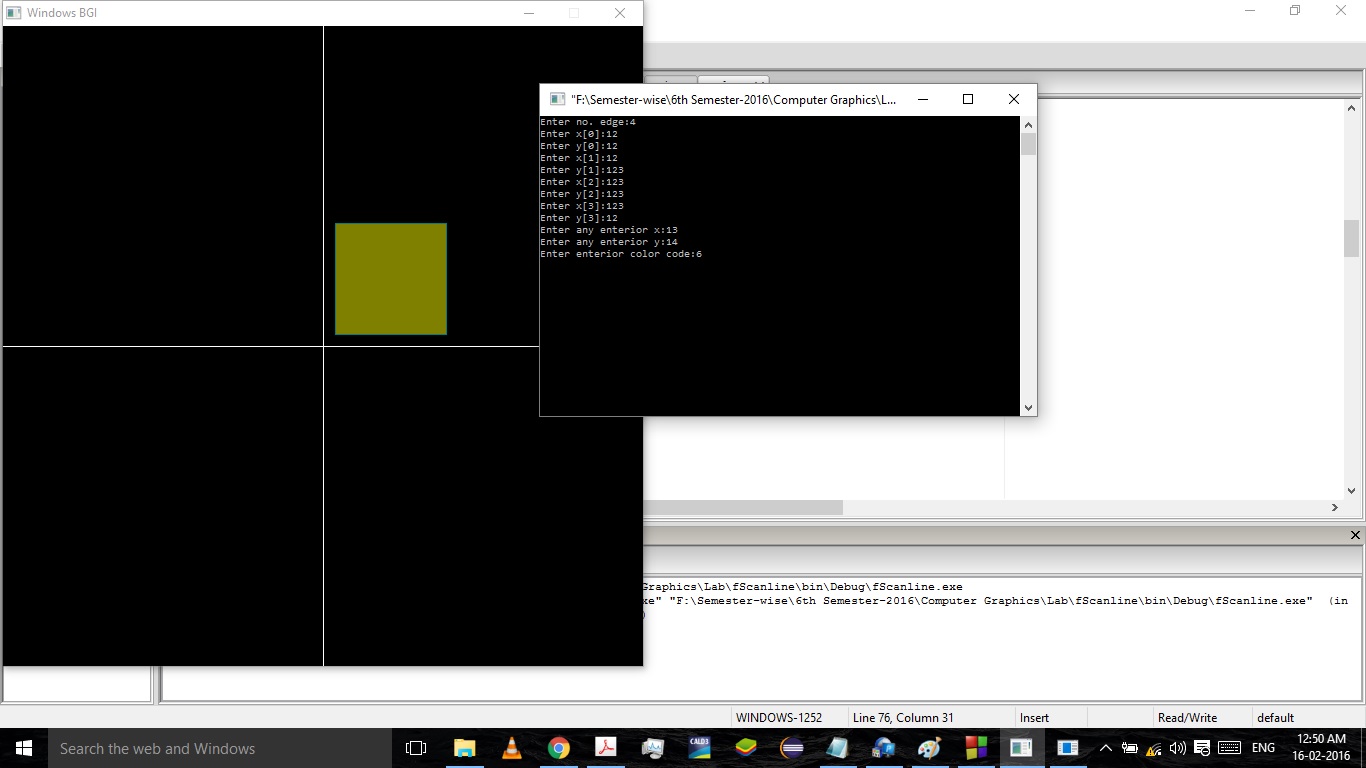 Windows BGI
"F:\Semester-wise\6th Semester-2016\Computer Graphics\L...
Enter no. edge:4
Enter x[0]:12
Enter y[0]:12
Enter x[1]:12
Enter y[1]:123
Enter x[2]:123
Enter y[2]:123
Enter x[3]:123
Enter y[3]:12
Enter any enterior x:13
Enter any enterior y:14
Enter enterior color code:6
Graphics\Lab\fScanline\bin\Debug\fScanline.exe
xe" "F:\Semester-wise\6th Semester-2016\Computer Graphics\Lab\fScanline\bin\Debug\fScanline.exe" (in
)
WINDOWS-1252 Line 76, Column 31 Insert Read/Write default
Search the web and Windows
CALD3
ENG
12:50 AM
16-02-2016